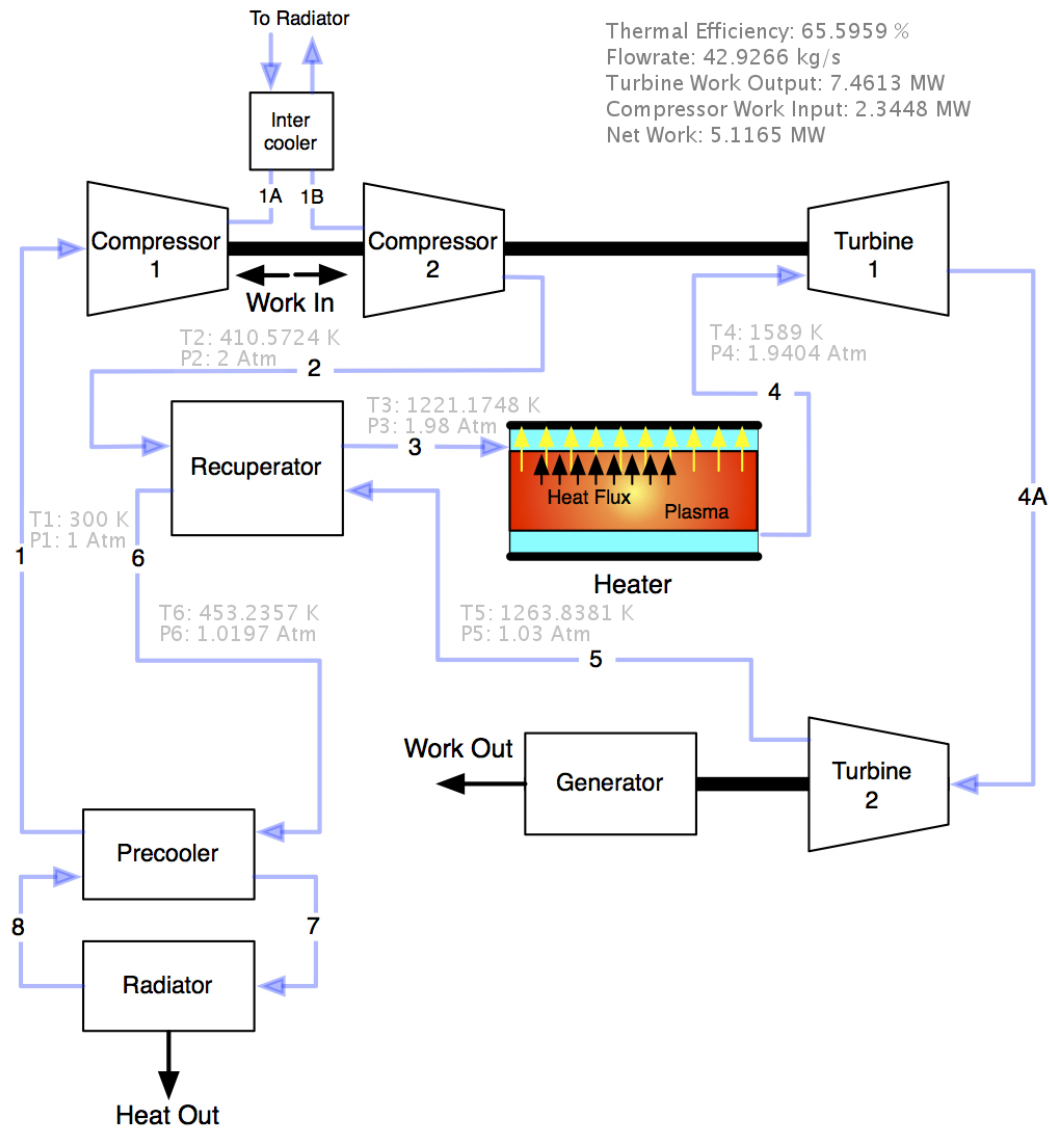 To Radiator
Thermal Efficiency: 65.5959 %
Flowrate: 42.9266 kg/s
Turbine Work Output: 7.4613 MW
Compressor Work Input: 2.3448 MW
Net Work: 5.1165 MW
Inter
cooler
1A
1B
Compressor
1
Compressor
2
Turbine
1
Work In
T2: 410.5724 K
P2: 2 Atm
2
T4: 1589 K
P4: 1.9404 Atm
4
T3: 1221.1748 K
P3: 1.98 Atm
3
Recuperator
Heat Flux
Plasma
Heater
4A
T1: 300 K
P1: 1 Atm
1
6
T6: 453.2357 K
P6: 1.0197 Atm
T5: 1263.8381 K
P5: 1.03 Atm
5
Work Out
Generator
Turbine
2
Precooler
8
7
Radiator
Heat Out